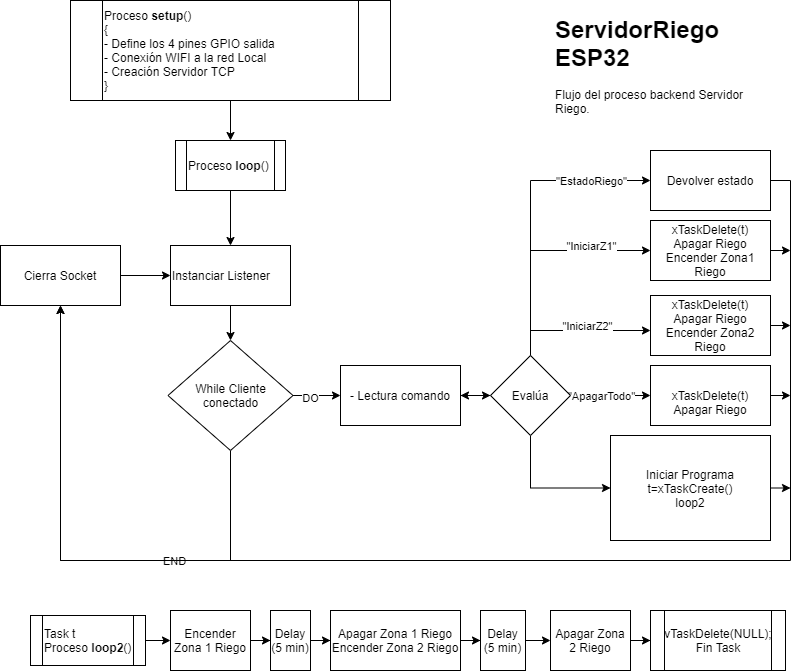 Proceso setup()
{
- Define los 4 pines GPIO salida
- Conexión WIFI a la red Local
- Creación Servidor TCP
}
ServidorRiego
ESP32
Flujo del proceso backend Servidor
Riego.
Proceso loop()
Cierra Socket
Instanciar Listener
While Cliente
conectado
DO
- Lectura comando
Evalúa
"EstadoRiego"
Devolver estado
"IniciarZ1"
xTaskDelete(t)
Apagar Riego
Encender Zona1
Riego
"IniciarZ2"
xTaskDelete(t)
Apagar Riego
Encender Zona2
Riego
"ApagarTodo"
xTaskDelete(t)
Apagar Riego
Iniciar Programa
t=xTaskCreate()
loop2
END
Task t
Proceso loop2()
Encender
Zona 1 Riego
Delay
(5 min)
Apagar Zona 1 Riego
Encender Zona 2 Riego
Delay
(5 min)
Apagar Zona
2 Riego
vTaskDelete(NULL);
Fin Task